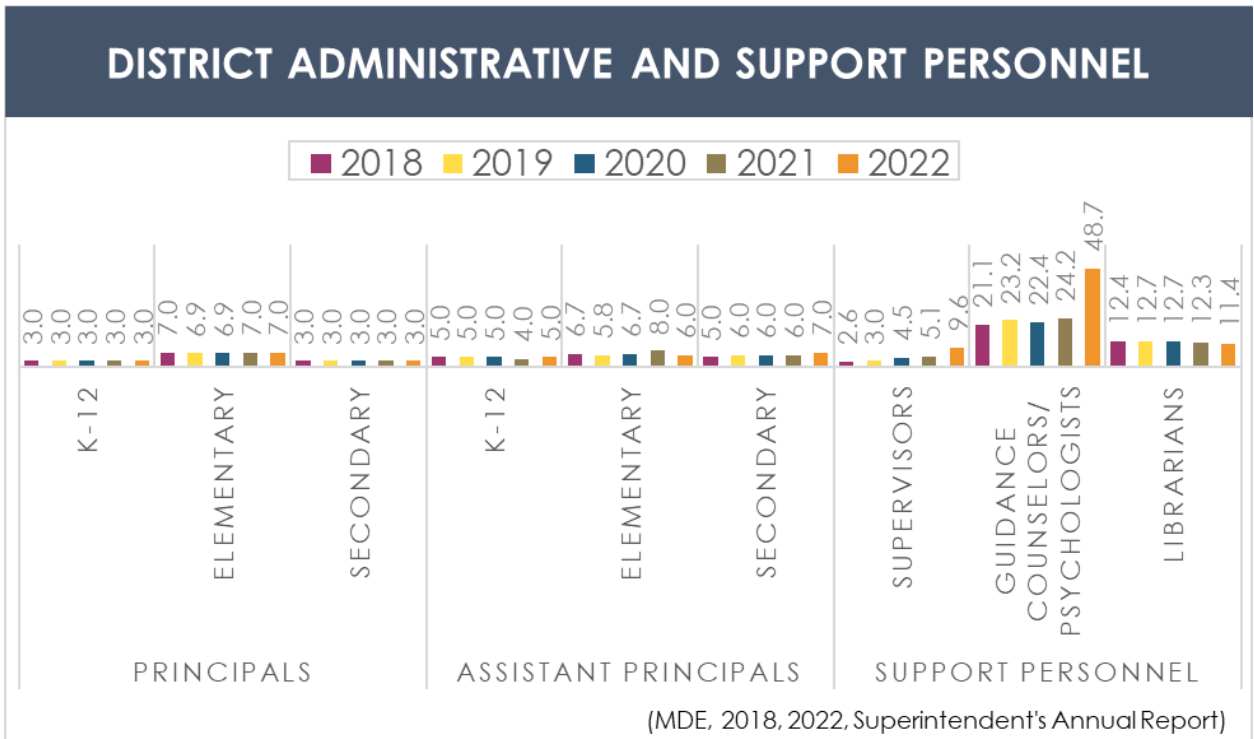 DISTRICT ADMINISTRATIVE AND SUPPORT PERSONNEL
2018 2019 2020 2021 2022
3.0 3.0 3.0 3.0 3.0 7.0 6.9 6.9 7.0 7.0 3.0 3.0 3.0 3.0 3.0 5.0 5.0 5.0 4.0 5.0 6.7 5.8 6.7 8.0 6.0 5.0 6.0 6.0 6.0 7.0 2.6 3.0 4.5 5.1 9.6 21.1 23.2 22.4 24.2 48.7 12.4 12.7 12.7 12.3 11.4
K-12
ELEMENTARY
SECONDARY
K-12
ELEMENTARY
SECONDARY
SUPERVISORS
GUIDANCE
COUNSELORS/
PSYCHOLOGISTS
LIBRARIANS
PRINCIPALS
ASSISTANT PRINCIPALS
SUPPORT PERSONNEL
(MDE, 2018, 2022, Superintendent's Annual Report)